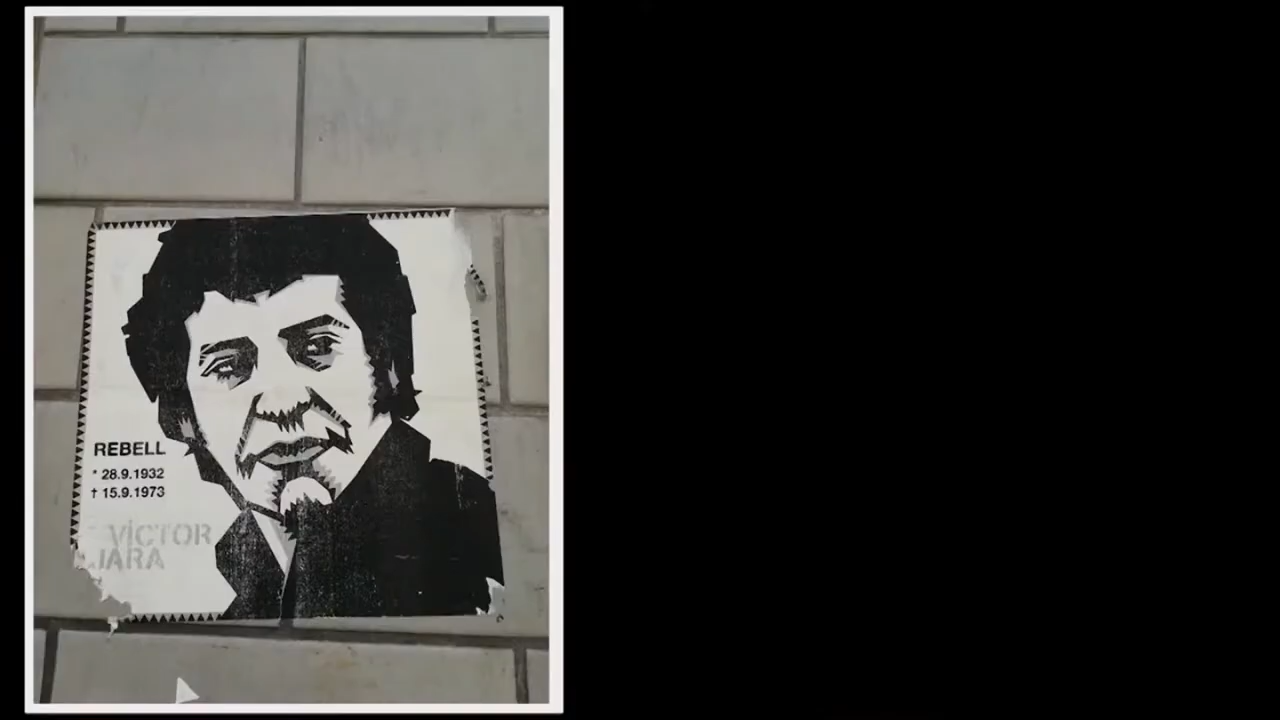 REBELL
* 28.9.1932
† 15.9.1973
VÍCTOR
JARA